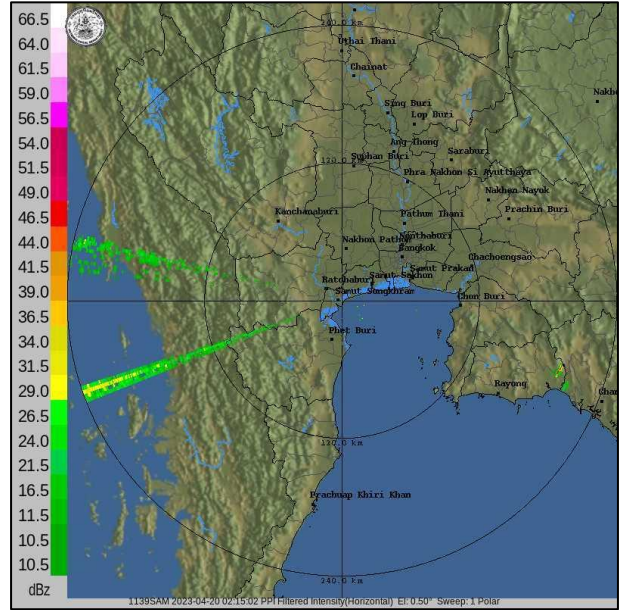 66.5
64.0
61.5
59.0
56.5
54.0
51.5
49.0
46.5
44.0
41.5
39.0
36.5
34.0
31.5
29.0
26.5
24.0
21.5
16.5
15.5
10.5
dBz
240.0 km
Uthai Thani
Chainat
Sing Buri
Lop Buri
Ang Thong
Saraburi
120.0 km
Suphan Buri
Phra Nakhon Si Ayutthaya
Nakhon Nayok
Kanchanaburi
Pathum Thani
Prachin Buri
Nonthaburi
Nakhon Pathom
Bangkok
Chachoengsao
Samut Prakan
Ratchaburi
Samut Sakhon
Samut Songkhram
Chon Buri
Phet Buri
Rayong
120.0 km
Prachuap Khiri Khan
240.0 km
1139SAM 2023-04-20 02:15:02 PPI Filtered Intensity(Horizontal) El: 0.50° Sweep: 1 Polar